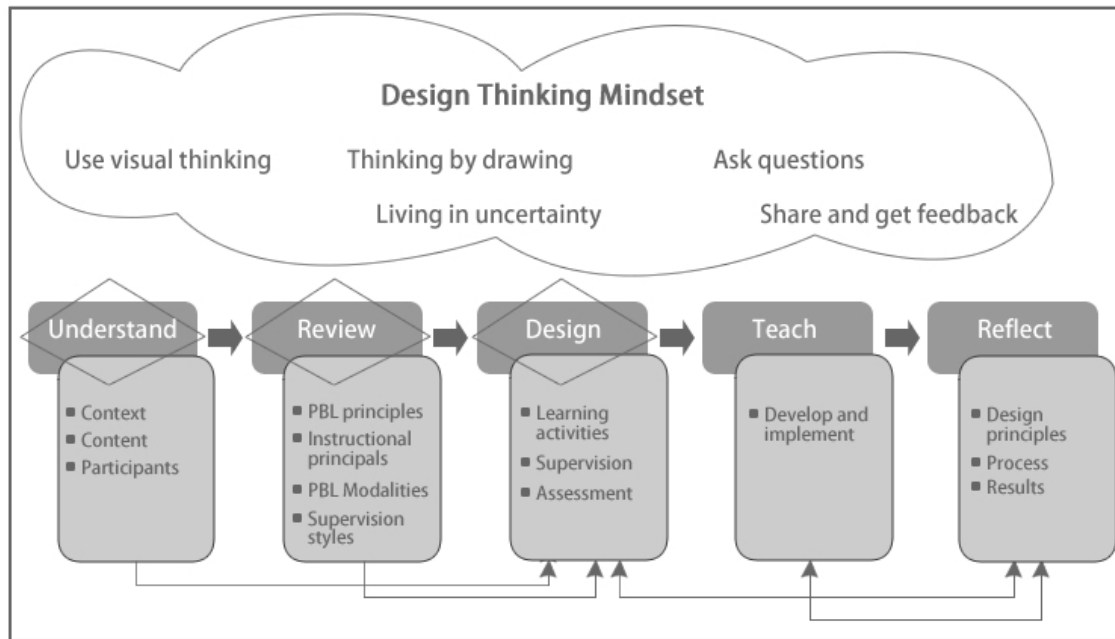 Design Thinking Mindset
Use visual thinking
Thinking by drawing
Ask questions
Living in uncertainty
Share and get feedback
Understand
Review
Design
Teach
Reflect
Context
Content
Participants
PBL principles
Instructional
principals
PBL Modalities
Supervision
styles
Learning
activities
Supervision
Assessment
Develop and
implement
Design
principles
Process
Results